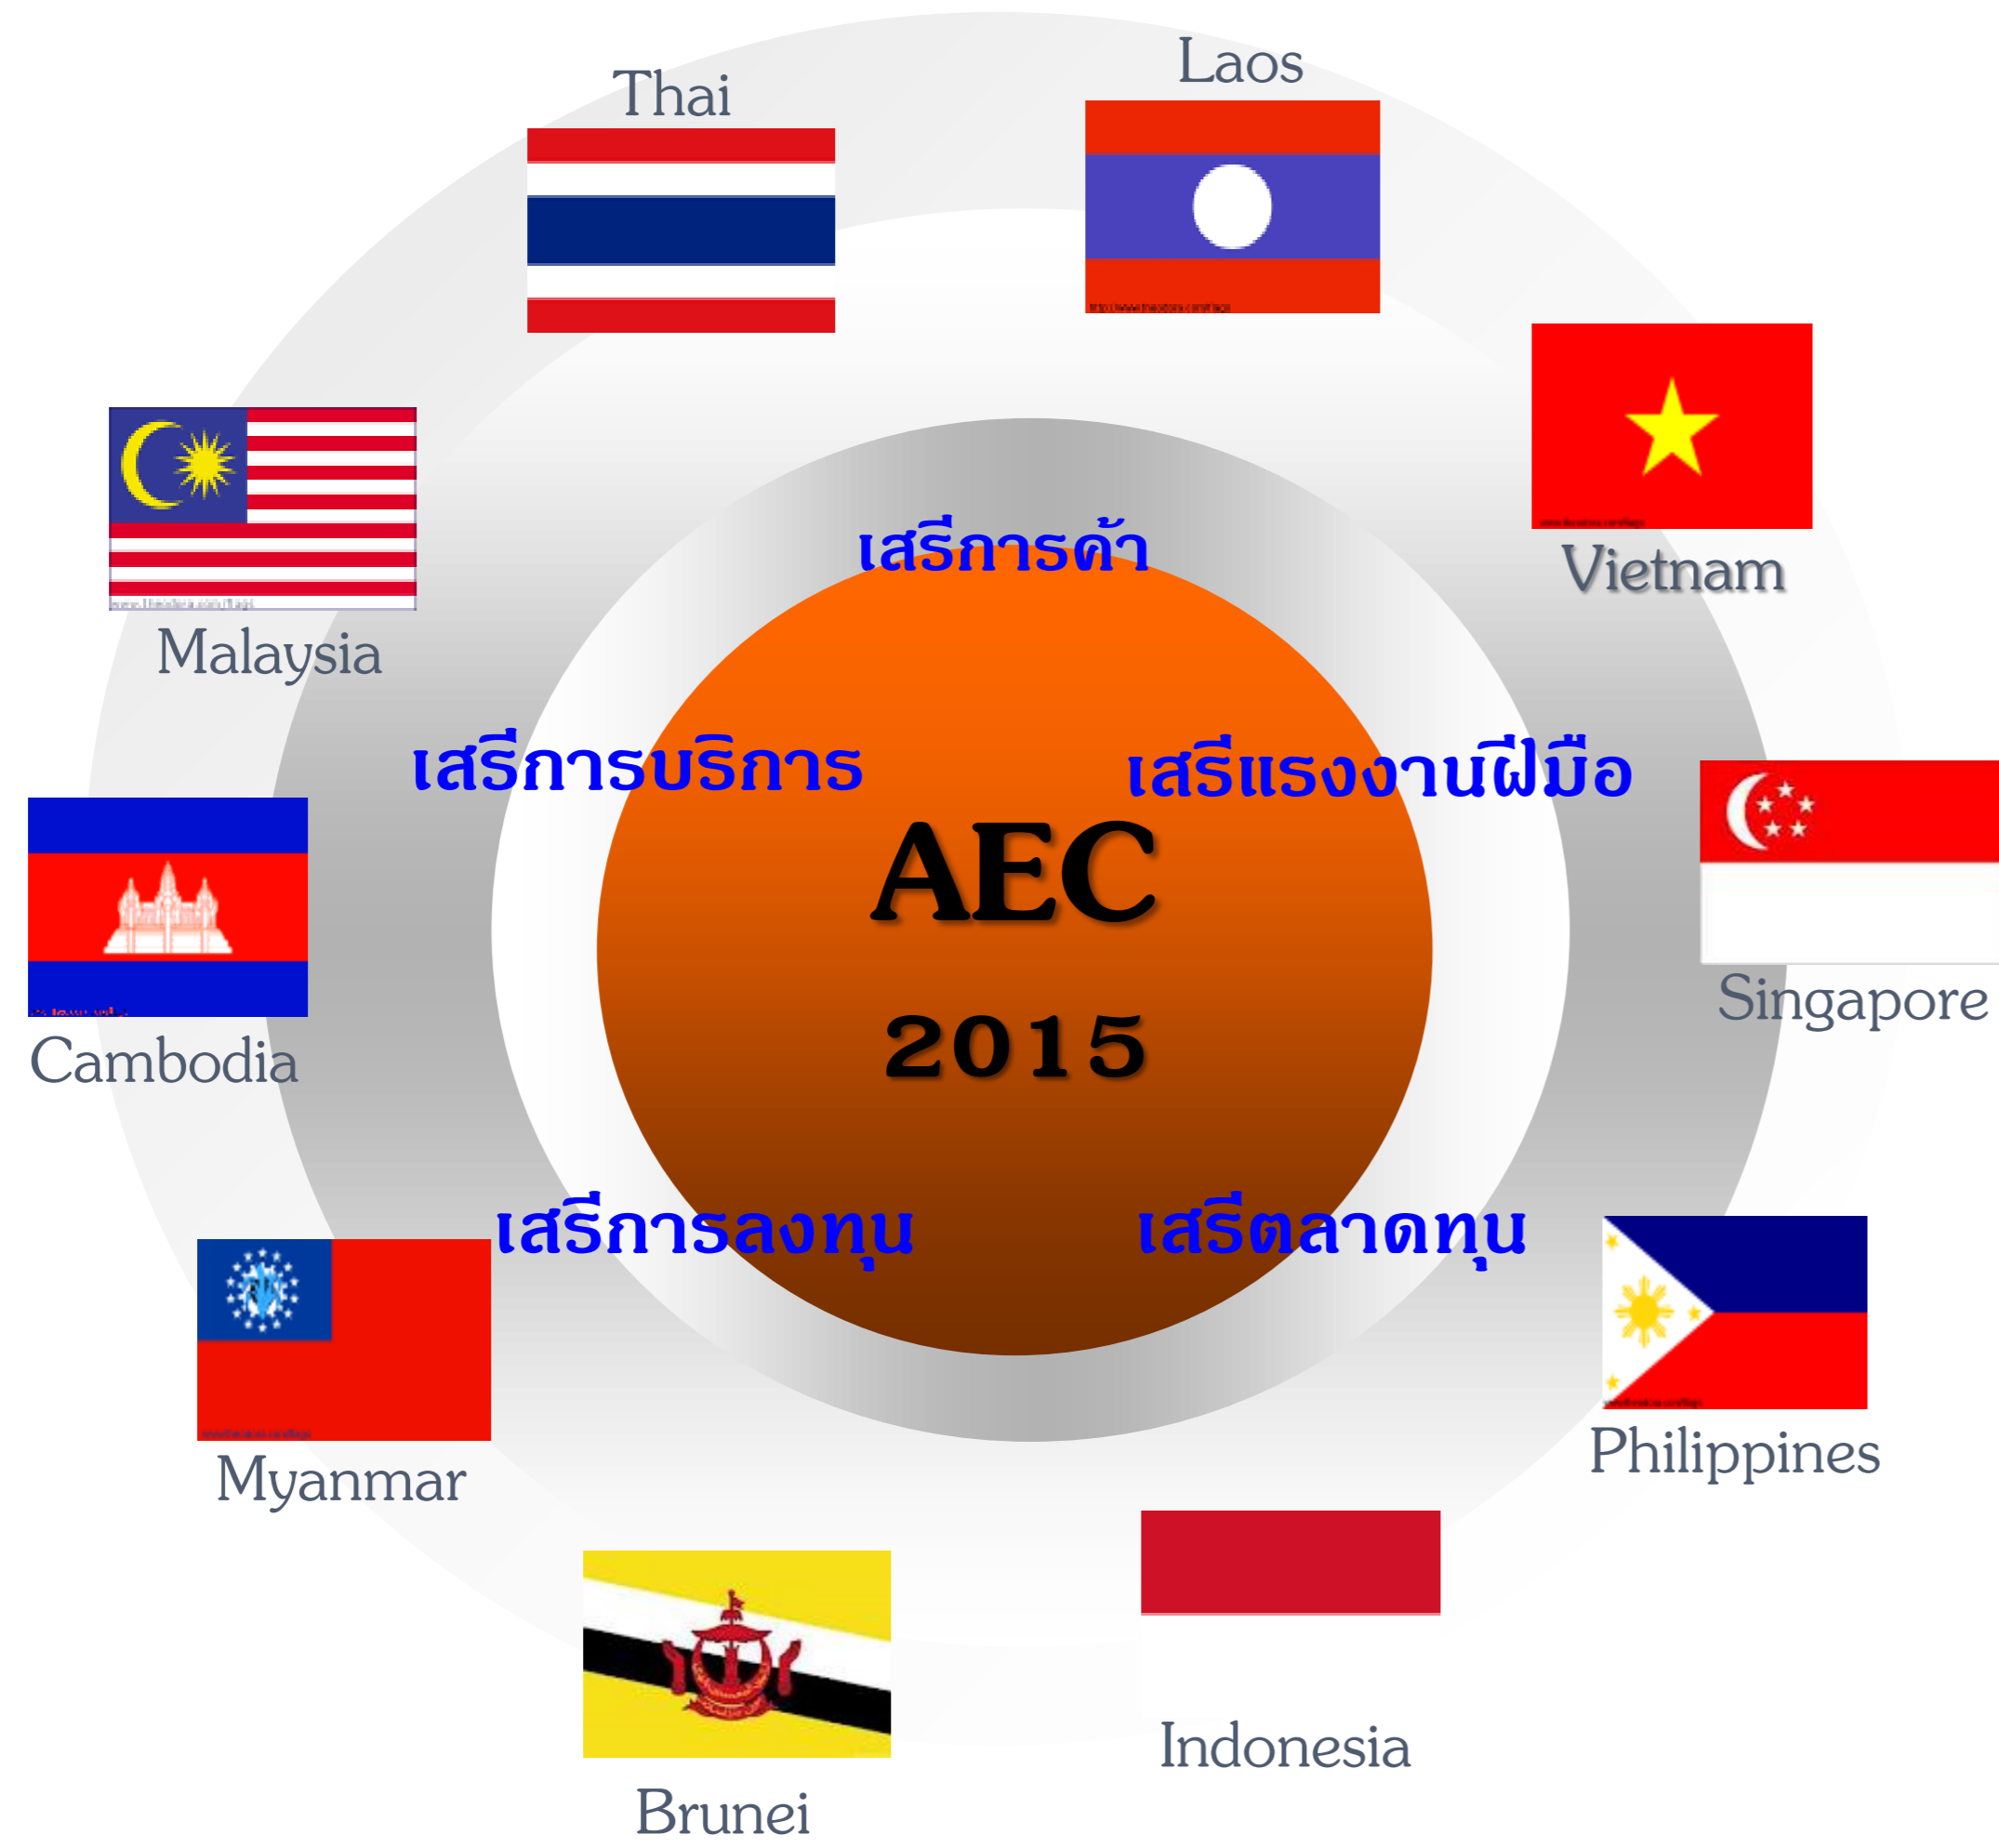 Thai
Laos
Vietnam
Malaysia
เสรีการค้า
เสรีการบริการ
เสรีแรงงานฝีมือ
AEC
2015
Singapore
Cambodia
เสรีการลงทุน
เสรีตลาดทุน
Philippines
Myanmar
Indonesia
Brunei